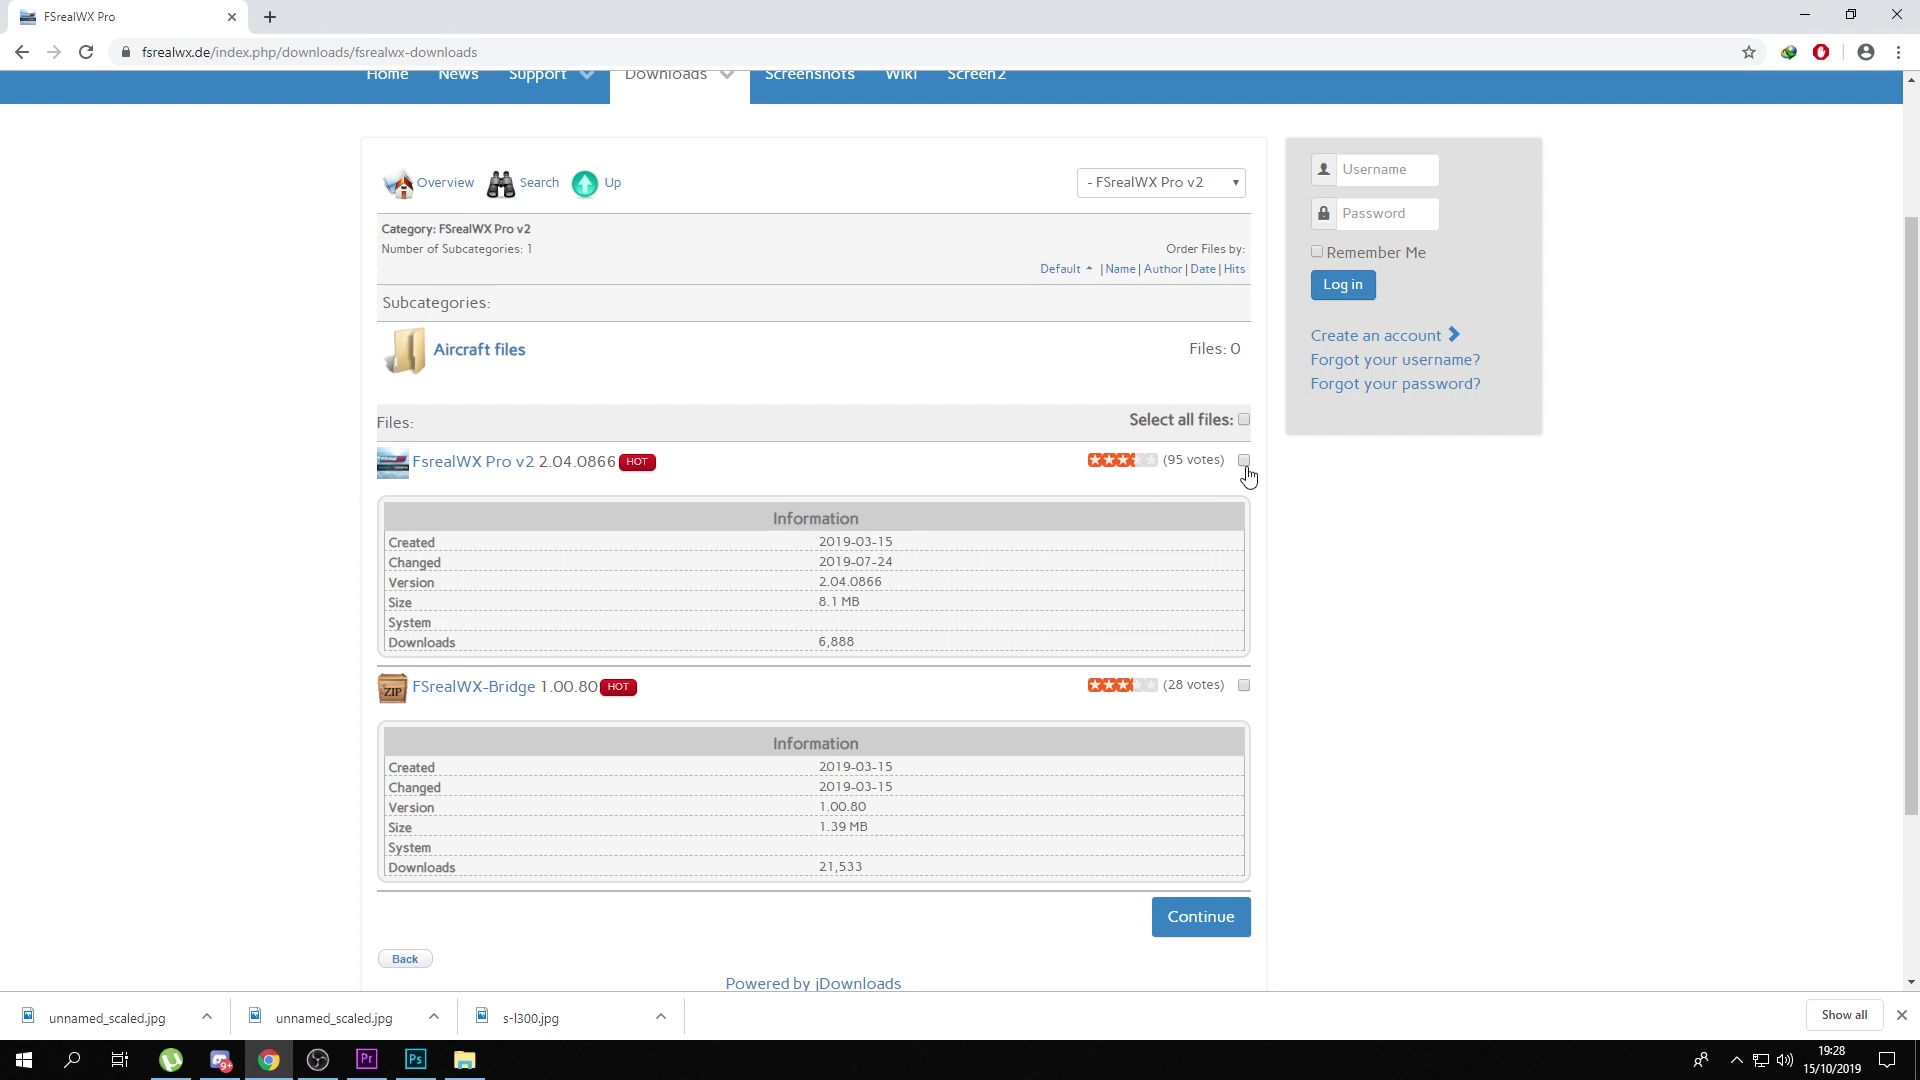 FSrealWX Pro
fsrealwx.de/index.php/downloads/fsrealwx-downloads
Home News Support Downloads Screenshots Wiki Screen2
Overview Search Up - FSrealWX Pro v2
Category: FSrealWX Pro v2
Number of Subcategories: 1
Order Files by:
Default | Name | Author | Date | Hits
Subcategories:
Aircraft files Files: 0
Files: Select all files:
FsrealWX Pro v2 2.04.0866 HOT (95 votes)
Information
Created 2019-03-15
Changed 2019-07-24
Version 2.04.0866
Size 8.1 MB
System
Downloads 6,888
ZIP FSrealWX-Bridge 1.00.80 HOT (28 votes)
Information
Created 2019-03-15
Changed 2019-03-15
Version 1.00.80
Size 1.39 MB
System
Downloads 21,533
Continue
Back
Powered by jDownloads
Username
Password
Remember Me
Log in
Create an account
Forgot your username?
Forgot your password?
unnamed_scaled.jpg unnamed_scaled.jpg s-l300.jpg Show all
9+ Pr Ps
19:28
15/10/2019